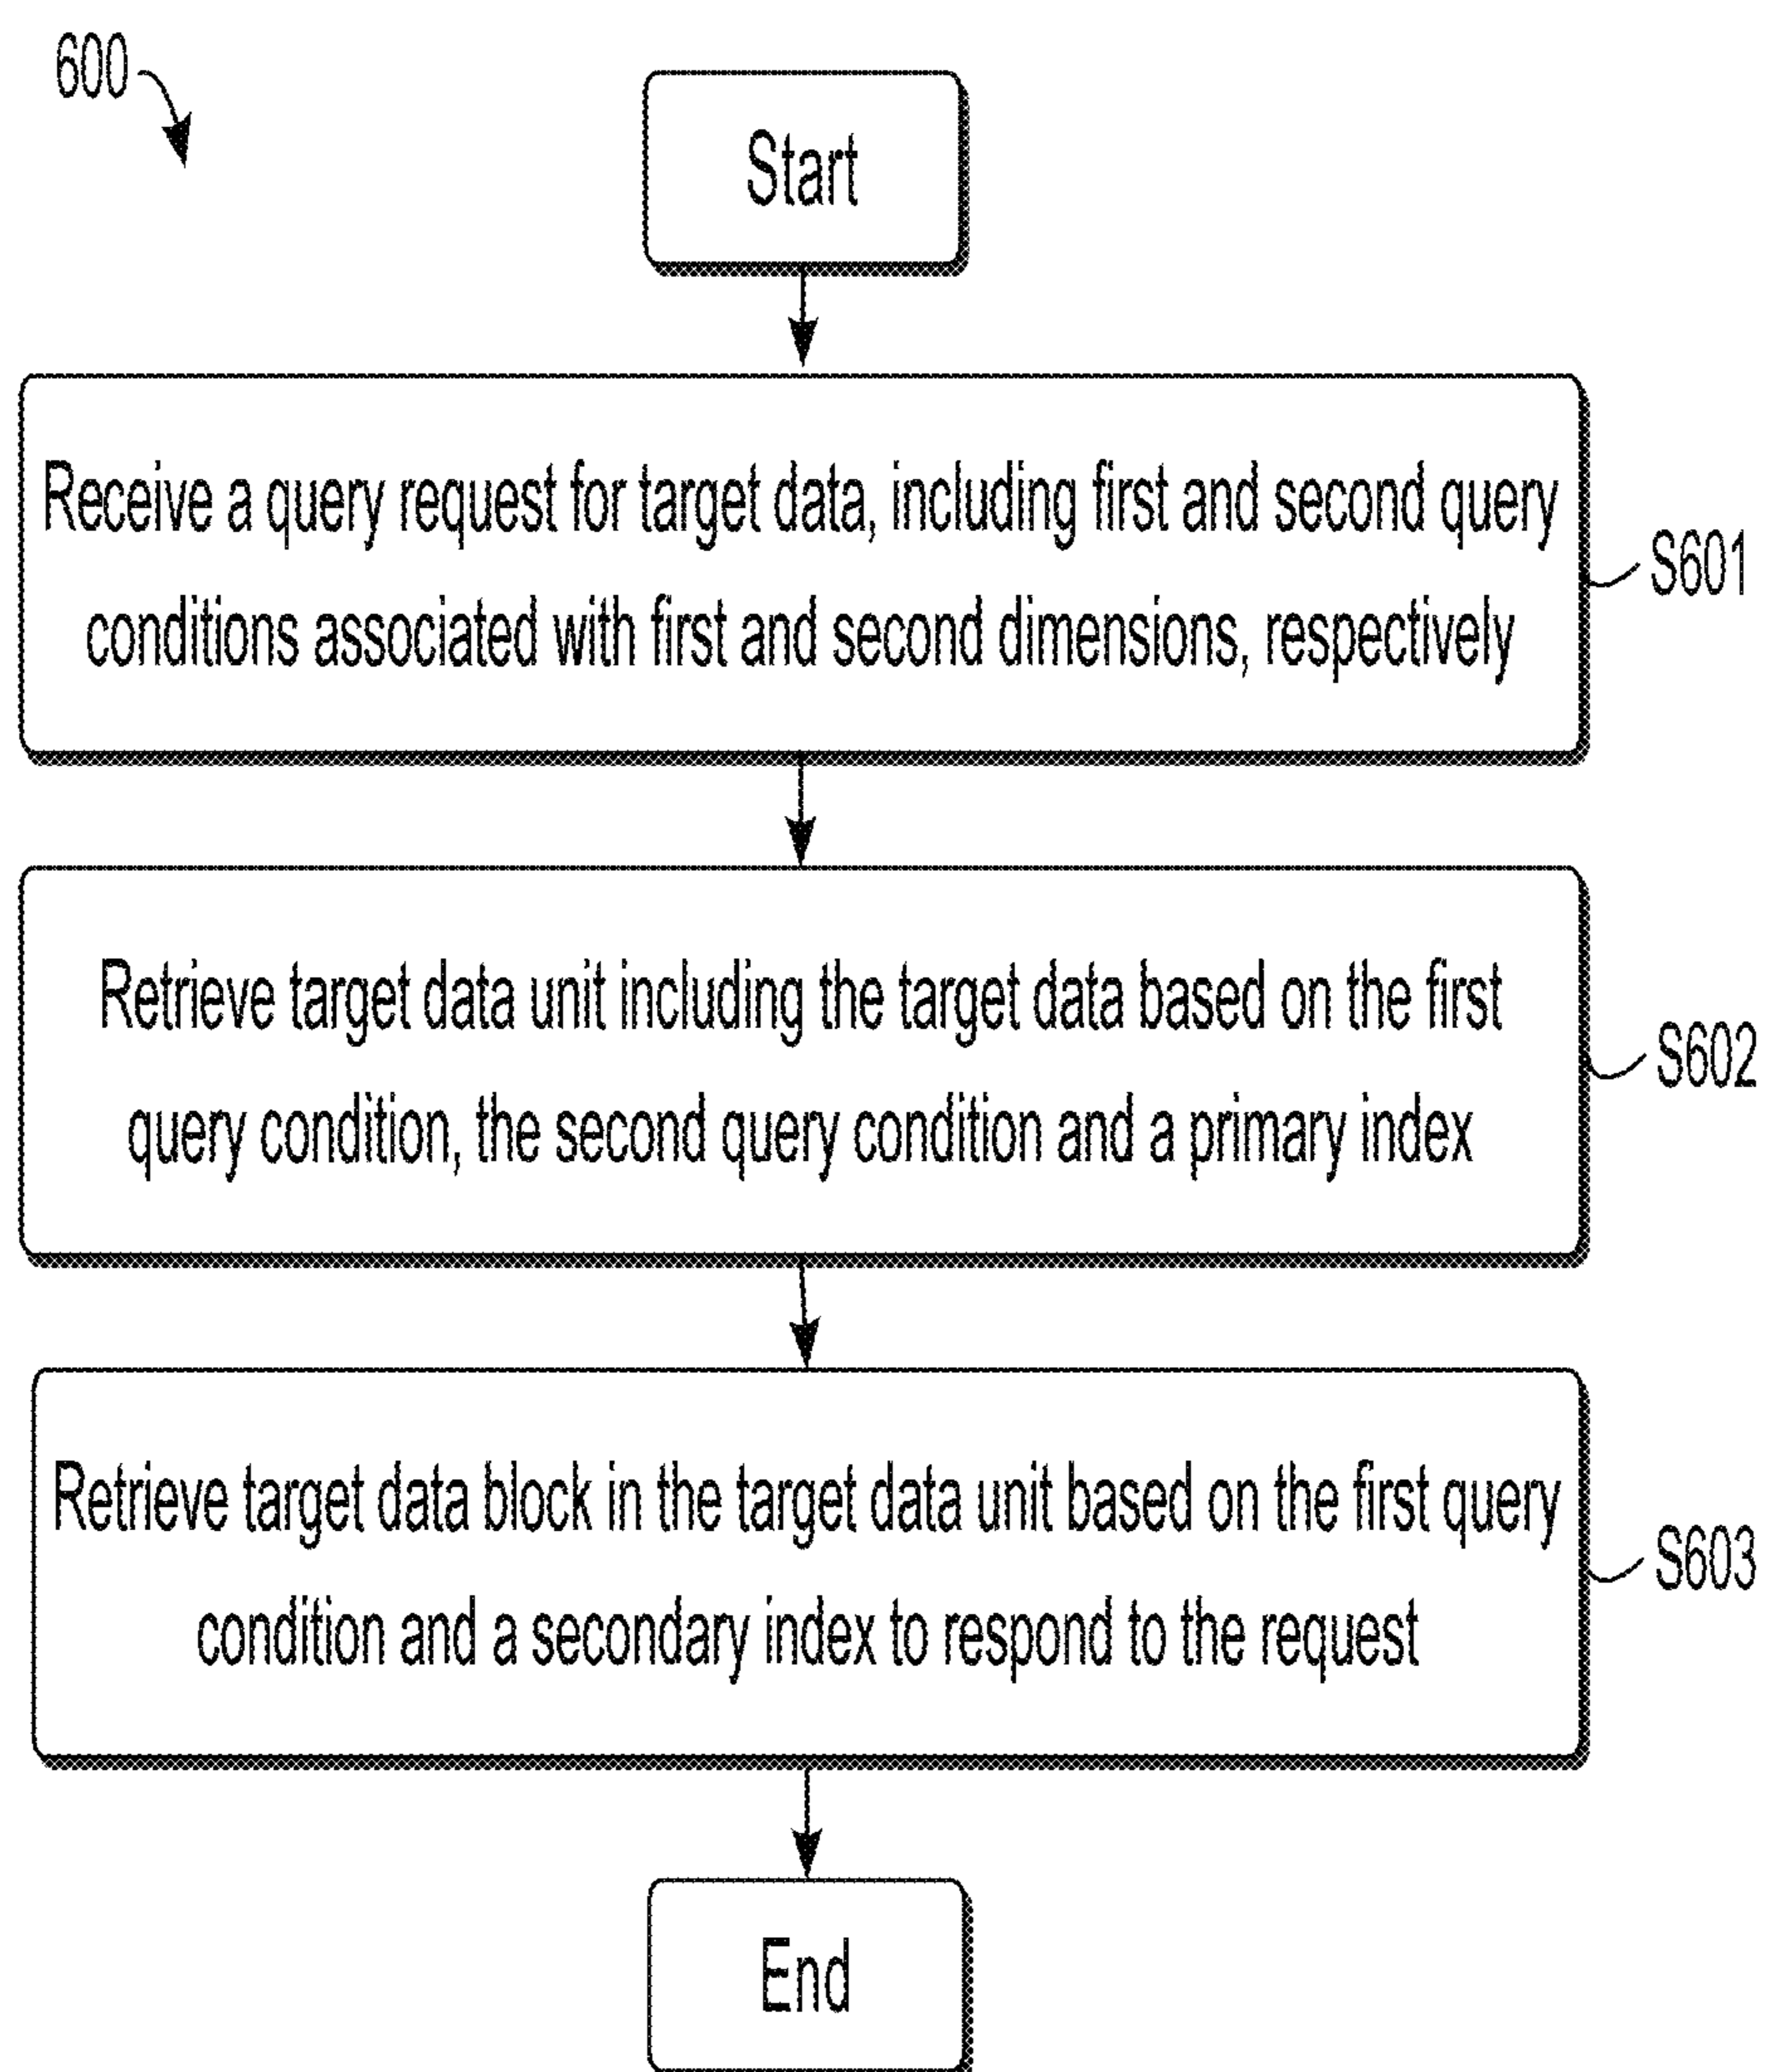 600
Start
Receive a query request for target data, including first and second query
conditions associated with first and second dimensions, respectively
S601
Retrieve target data unit including the target data based on the first
query condition, the second query condition and a primary index
S602
Retrieve target data block in the target data unit based on the first query
condition and a secondary index to respond to the request
S603
End